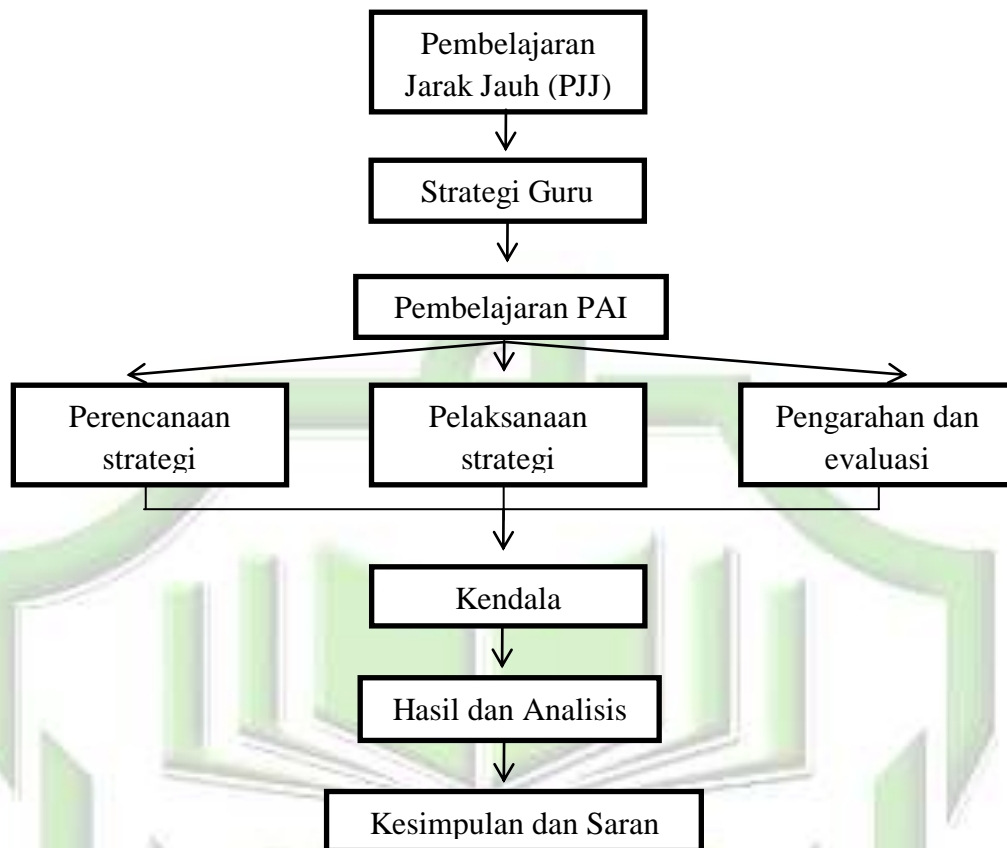 Pembelajaran
Jarak Jauh (PJJ)
Strategi Guru
Pembelajaran PAI
Perencanaan
strategi
Pelaksanaan
strategi
Pengarahan dan
evaluasi
Kendala
Hasil dan Analisis
Kesimpulan dan Saran